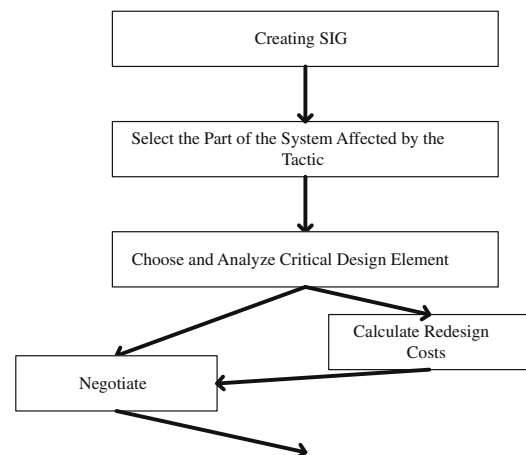 Creating SIG
Select the Part of the System Affected by the
Tactic
Choose and Analyze Critical Design Element
Calculate Redesign
Costs
Negotiate